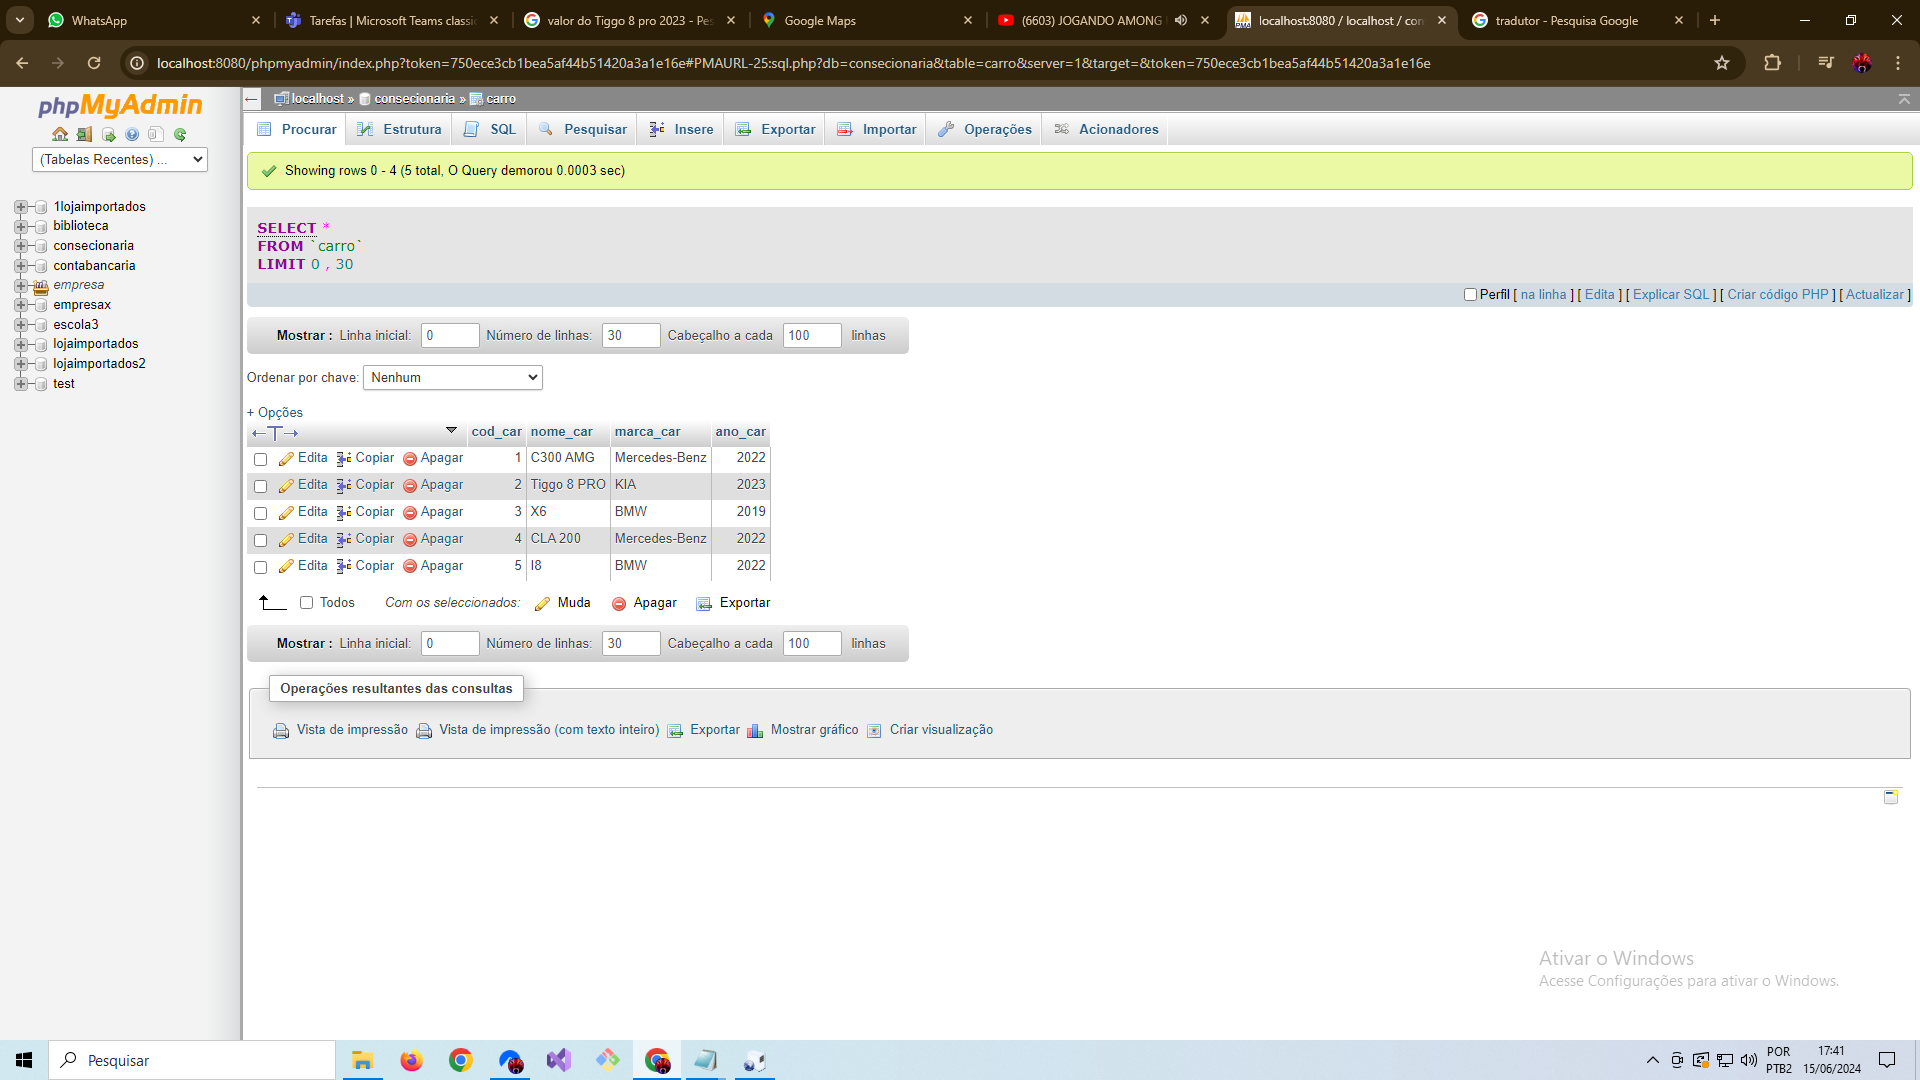 WhatsApp
Tarefas | Microsoft Teams classic
valor do Tiggo 8 pro 2023 - Pes
Google Maps
(6603) JOGANDO AMONG
localhost:8080 / localhost / con
tradutor - Pesquisa Google
localhost:8080/phpmyadmin/index.php?token=750ece3cb1bea5af44b51420a3a1e16e#PMAURL-25:sql.php?db=consecionaria&table=carro&server=1&target=&token=750ece3cb1bea5af44b51420a3a1e16e
phpMyAdmin
(Tabelas Recentes) ...
1lojaimportados
biblioteca
consecionaria
contabancaria
empresa
empresax
escola3
lojaimportados
lojaimportados2
test
localhost » consecionaria » carro
Procurar Estrutura SQL Pesquisar Insere Exportar Importar Operações Acionadores
Showing rows 0 - 4 (5 total, O Query demorou 0.0003 sec)
SELECT *
FROM `carro`
LIMIT 0 , 30
Perfil [ na linha ] [ Edita ] [ Explicar SQL ] [ Criar código PHP ] [ Actualizar ]
Mostrar : Linha inicial: 0 Número de linhas: 30 Cabeçalho a cada 100 linhas
Ordenar por chave: Nenhum
+ Opções
←T→ cod_car nome_car marca_car ano_car
Edita Copiar Apagar 1 C300 AMG Mercedes-Benz 2022
Edita Copiar Apagar 2 Tiggo 8 PRO KIA 2023
Edita Copiar Apagar 3 X6 BMW 2019
Edita Copiar Apagar 4 CLA 200 Mercedes-Benz 2022
Edita Copiar Apagar 5 I8 BMW 2022
Todos Com os seleccionados: Muda Apagar Exportar
Mostrar : Linha inicial: 0 Número de linhas: 30 Cabeçalho a cada 100 linhas
Operações resultantes das consultas
Vista de impressão Vista de impressão (com texto inteiro) Exportar Mostrar gráfico Criar visualização
Ativar o Windows
Acesse Configurações para ativar o Windows.
Pesquisar
POR
PTB2
17:41
15/06/2024